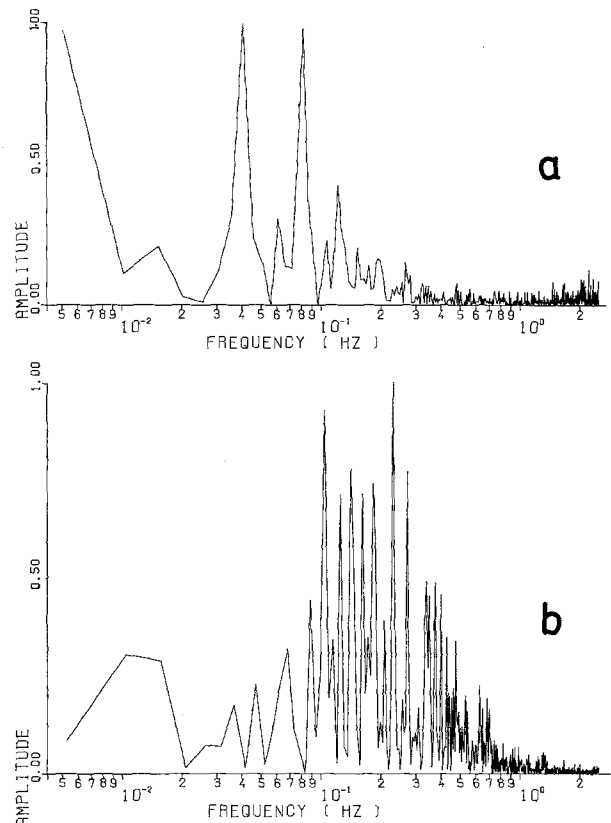 1.00
0.50
0.00
AMPLITUDE
a
5 6 7 8 9 10⁻² 2 3 4 5 6 7 8 9 10⁻¹ 2 3 4 5 6 7 8 9 10⁰ 2
FREQUENCY ( HZ )
1.00
0.50
0.00
AMPLITUDE
b
5 6 7 8 9 10⁻² 2 3 4 5 6 7 8 9 10⁻¹ 2 3 4 5 6 7 8 9 10⁰ 2
FREQUENCY ( HZ )